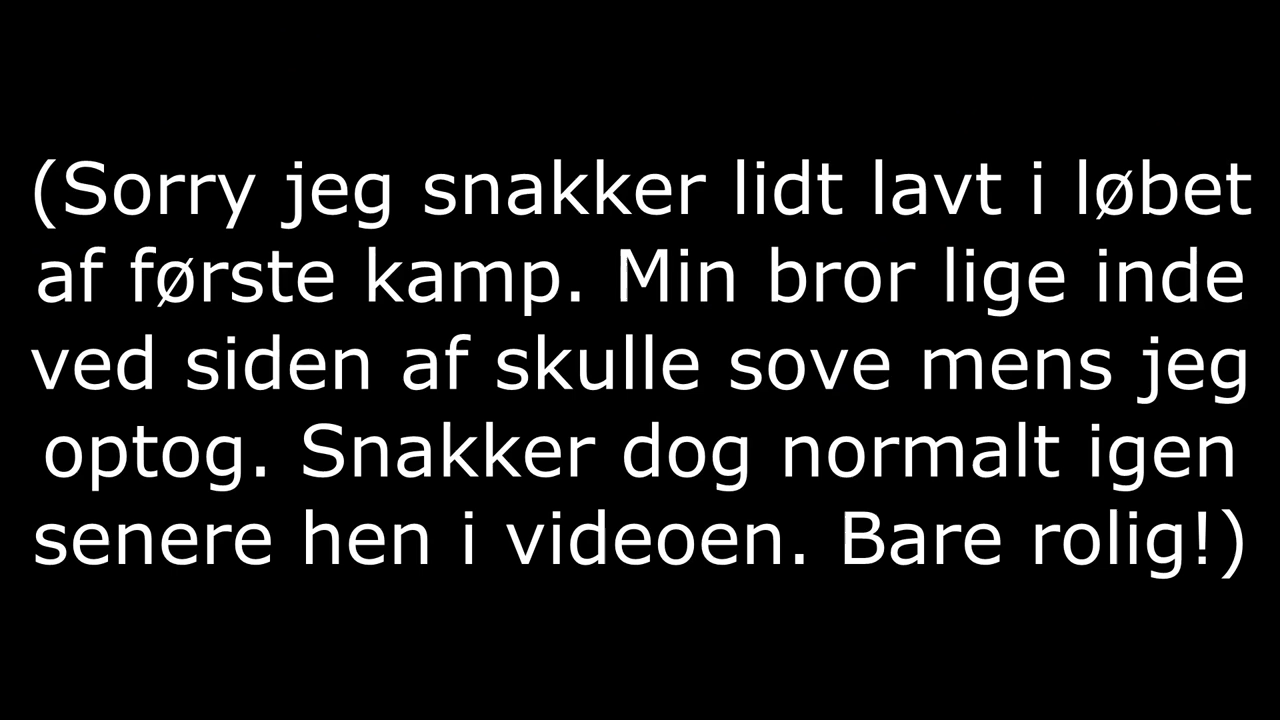 (Sorry jeg snakker lidt lavt i løbet
af første kamp. Min bror lige inde
ved siden af skulle sove mens jeg
optog. Snakker dog normalt igen
senere hen i videoen. Bare rolig!)